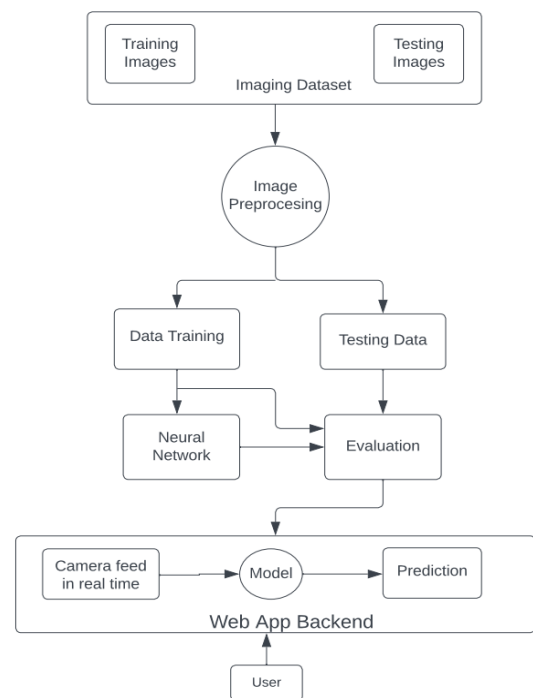 Training
Images
Testing
Images
Imaging Dataset
Image
Preprocesing
Data Training
Testing Data
Neural
Network
Evaluation
Camera feed
in real time
Model
Prediction
Web App Backend
User